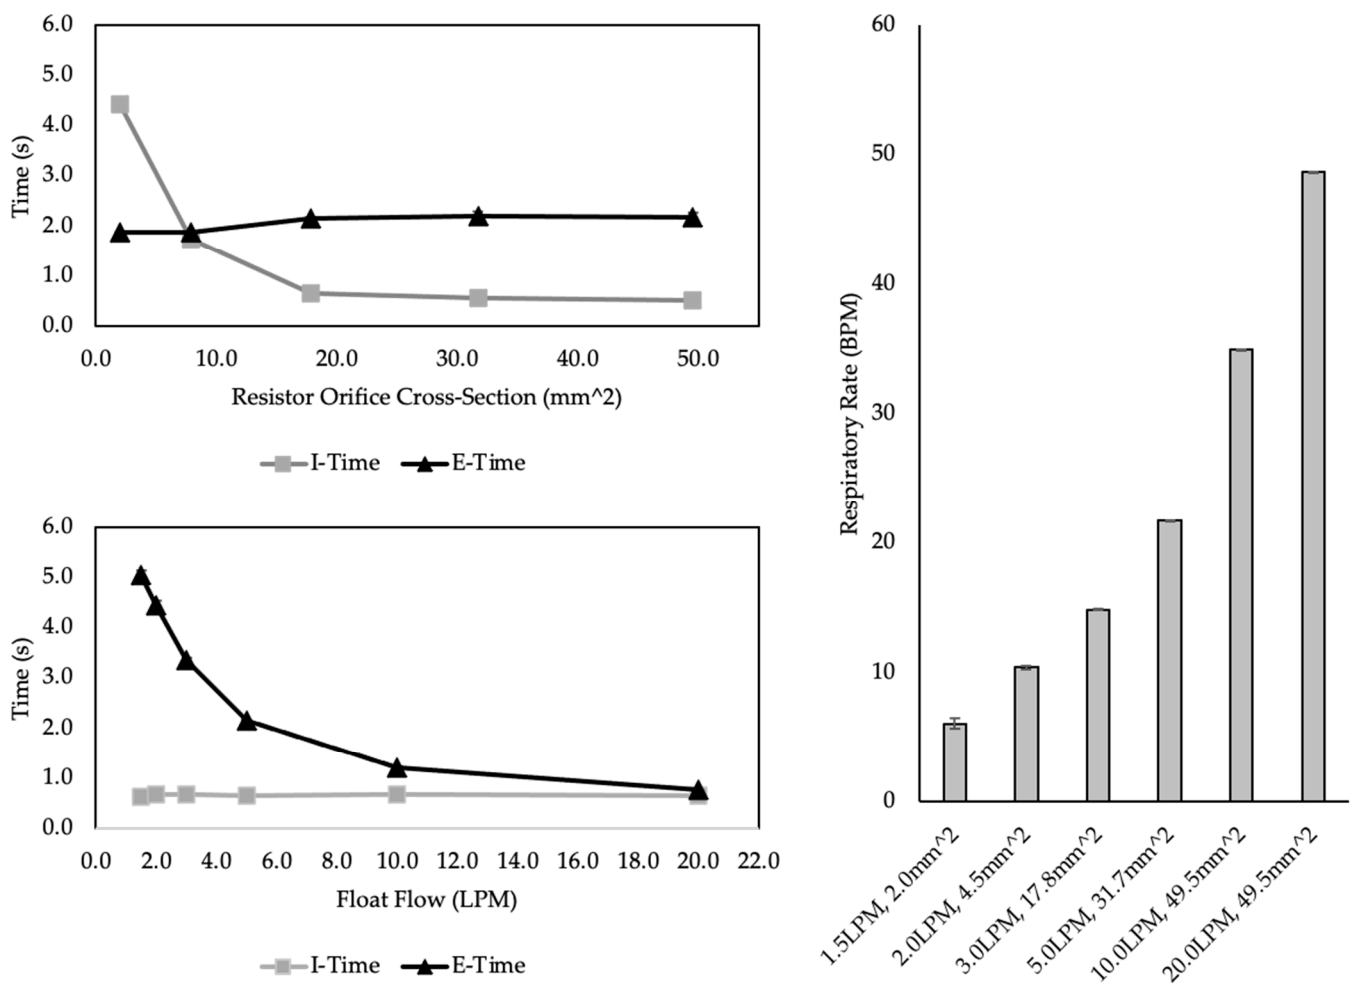 6.0
5.0
4.0
3.0
2.0
1.0
0.0
Time (s)
0.0 10.0 20.0 30.0 40.0 50.0
Resistor Orifice Cross-Section (mm^2)
I-Time E-Time
6.0
5.0
4.0
3.0
2.0
1.0
0.0
Time (s)
0.0 2.0 4.0 6.0 8.0 10.0 12.0 14.0 16.0 18.0 20.0 22.0
Float Flow (LPM)
I-Time E-Time
60
50
40
30
20
10
0
Respiratory Rate (BPM)
1.5LPM, 2.0mm^2
2.0LPM, 4.5mm^2
3.0LPM, 17.8mm^2
5.0LPM, 31.7mm^2
10.0LPM, 49.5mm^2
20.0LPM, 49.5mm^2